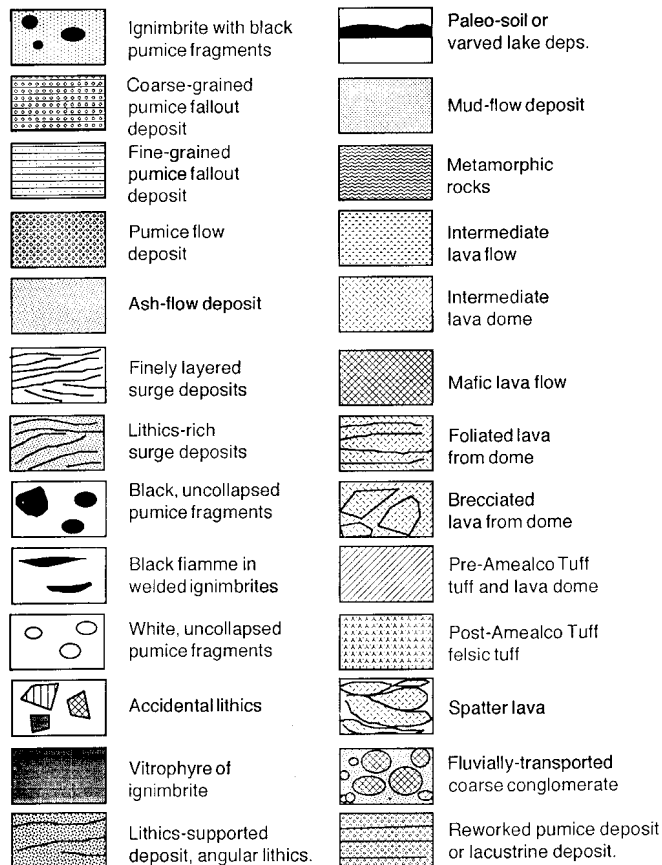 Ignimbrite with black
pumice fragments
Coarse-grained
pumice fallout
deposit
Fine-grained
pumice fallout
deposit
Pumice flow
deposit
Ash-flow deposit
Finely layered
surge deposits
Lithics-rich
surge deposits
Black, uncollapsed
pumice fragments
Black fiamme in
welded ignimbrites
White, uncollapsed
pumice fragments
Accidental lithics
Vitrophyre of
ignimbrite
Lithics-supported
deposit, angular lithics.
Paleo-soil or
varved lake deps.
Mud-flow deposit
Metamorphic
rocks
Intermediate
lava flow
Intermediate
lava dome
Mafic lava flow
Foliated lava
from dome
Brecciated
lava from dome
Pre-Amealco Tuff
tuff and lava dome
Post-Amealco Tuff
felsic tuff
Spatter lava
Fluvially-transported
coarse conglomerate
Reworked pumice deposit
or lacustrine deposit.